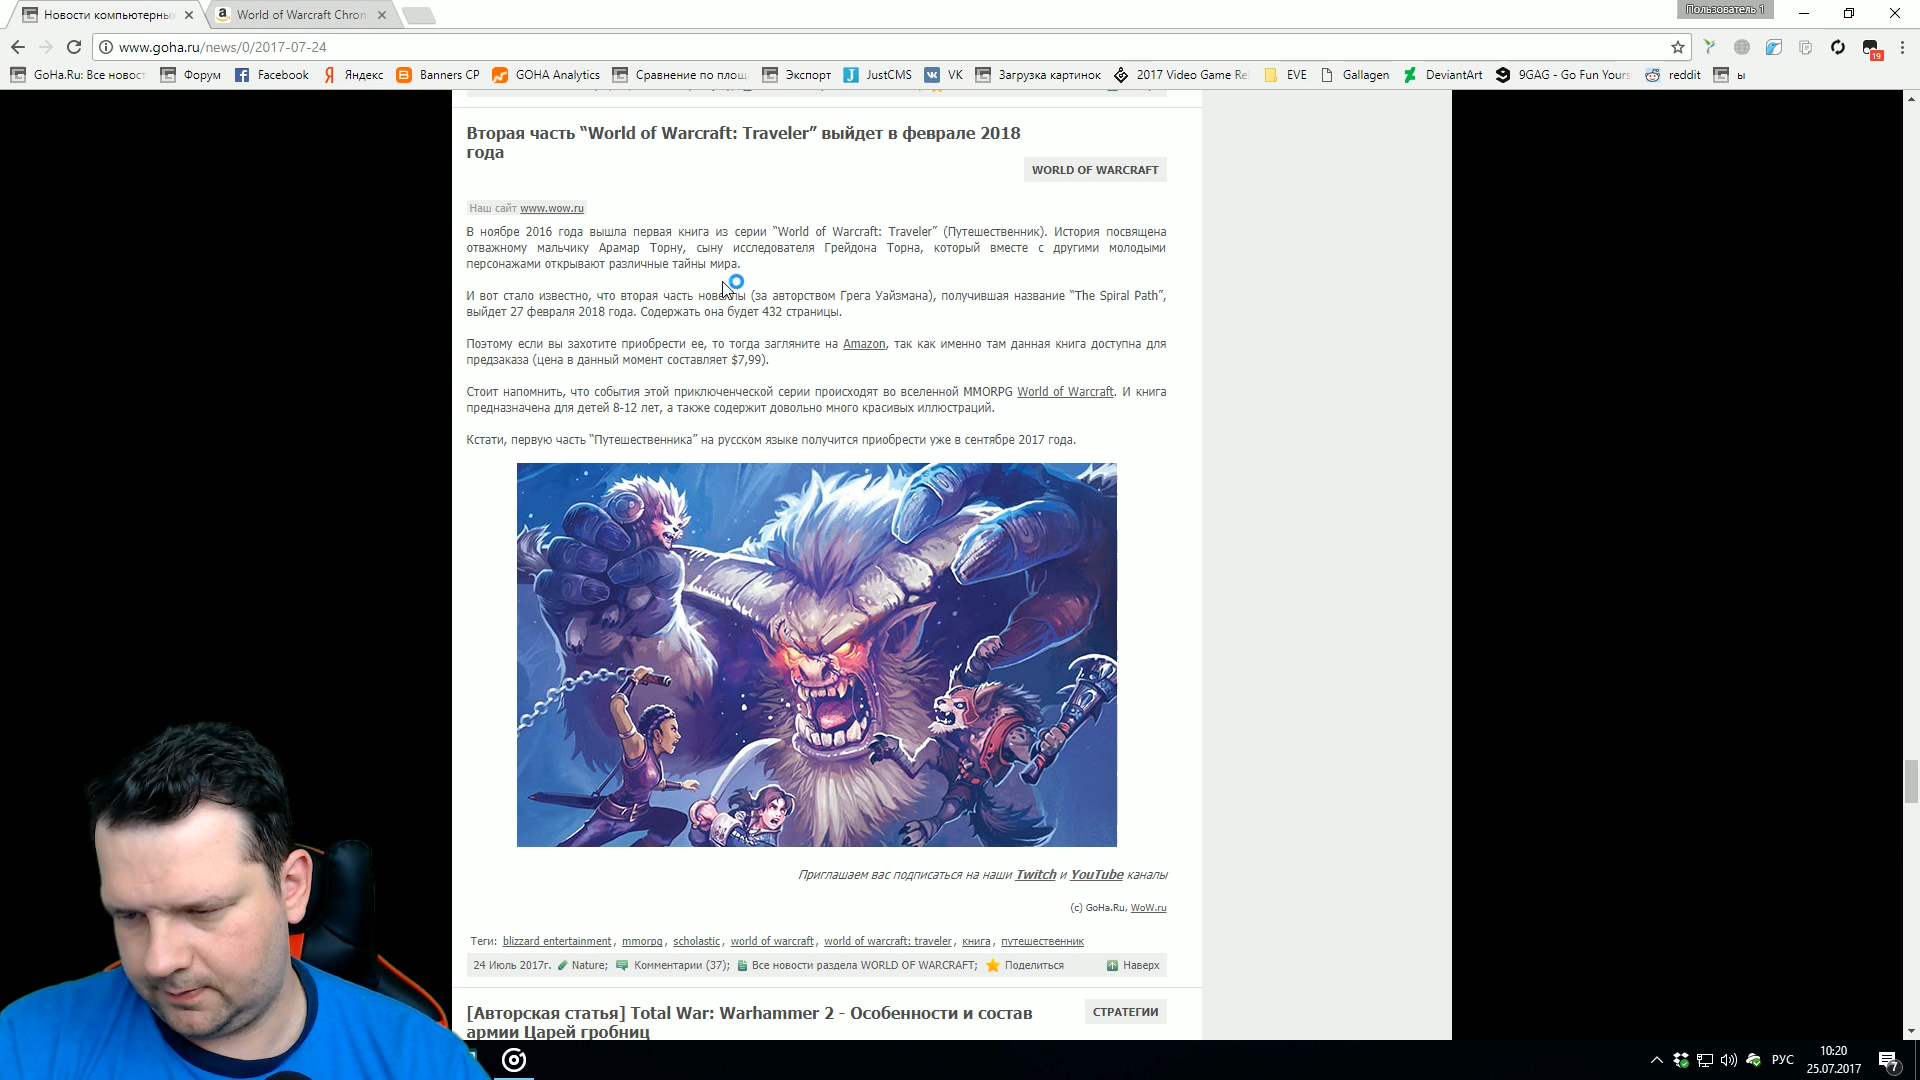 Новости компьютерны
World of Warcraft Chron
Пользователь 1
www.goha.ru/news/0/2017-07-24
19
GoHa.Ru: Все новост
Форум
Facebook
Яндекс
Banners CP
GOHA Analytics
Сравнение по площ
Экспорт
JustCMS
VK
Загрузка картинок
2017 Video Game Rel
EVE
Gallagen
DeviantArt
9GAG - Go Fun Yours
reddit
ы
Вторая часть “World of Warcraft: Traveler” выйдет в феврале 2018
года
WORLD OF WARCRAFT
Наш сайт www.wow.ru
В ноябре 2016 года вышла первая книга из серии “World of Warcraft: Traveler” (Путешественник). История посвящена
отважному мальчику Арамар Торну, сыну исследователя Грейдона Торна, который вместе с другими молодыми
персонажами открывают различные тайны мира.
И вот стало известно, что вторая часть новеллы (за авторством Грега Уайзмана), получившая название “The Spiral Path”,
выйдет 27 февраля 2018 года. Содержать она будет 432 страницы.
Поэтому если вы захотите приобрести ее, то тогда загляните на Amazon, так как именно там данная книга доступна для
предзаказа (цена в данный момент составляет $7,99).
Стоит напомнить, что события этой приключенческой серии происходят во вселенной MMORPG World of Warcraft. И книга
предназначена для детей 8-12 лет, а также содержит довольно много красивых иллюстраций.
Кстати, первую часть “Путешественника” на русском языке получится приобрести уже в сентябре 2017 года.
Приглашаем вас подписаться на наши Twitch и YouTube каналы
(c) GoHa.Ru, WoW.ru
Теги: blizzard entertainment, mmorpg, scholastic, world of warcraft, world of warcraft: traveler, книга, путешественник
24 Июль 2017г. Nature; Комментарии (37); Все новости раздела WORLD OF WARCRAFT; Поделиться Наверх
[Авторская статья] Total War: Warhammer 2 - Особенности и состав
армии Царей гробниц
СТРАТЕГИИ
РУС
10:20
25.07.2017
7